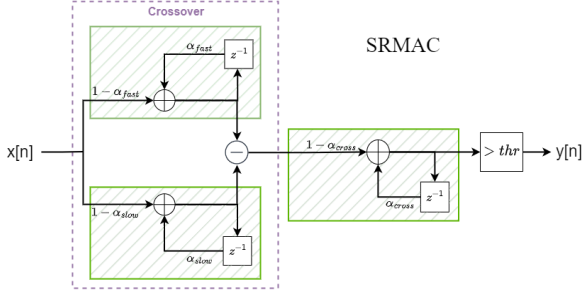 Crossover
SRMAC
α_fast
z⁻¹
1 − α_fast
x[n]
−
1 − α_cross
> thr
y[n]
α_cross
z⁻¹
1 − α_slow
α_slow
z⁻¹